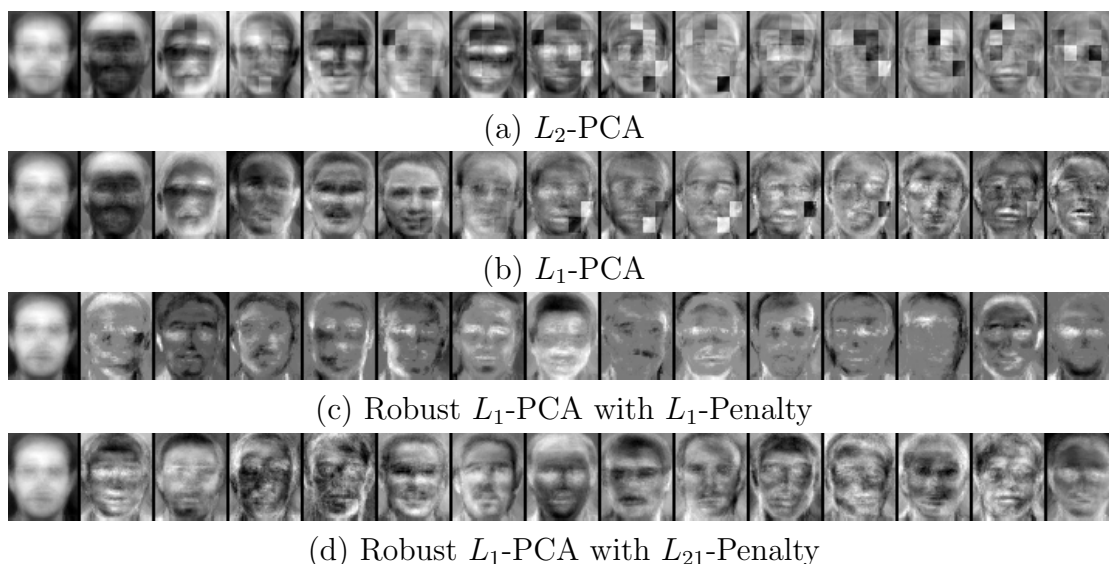 (a) L₂-PCA
(b) L₁-PCA
(c) Robust L₁-PCA with L₁-Penalty
(d) Robust L₁-PCA with L₂₁-Penalty